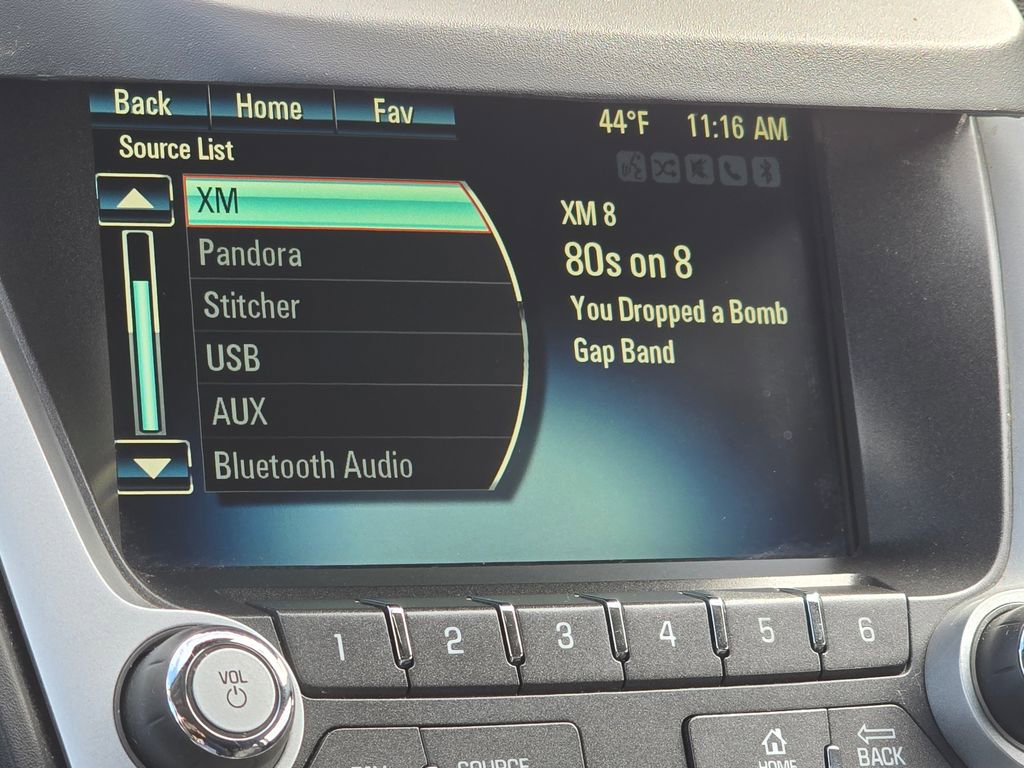 Back Home Fav
44°F 11:16 AM
Source List
XM
Pandora
Stitcher
USB
AUX
Bluetooth Audio
XM 8
80s on 8
You Dropped a Bomb
Gap Band
1 2 3 4 5 6
VOL
SOURCE
HOME
BACK